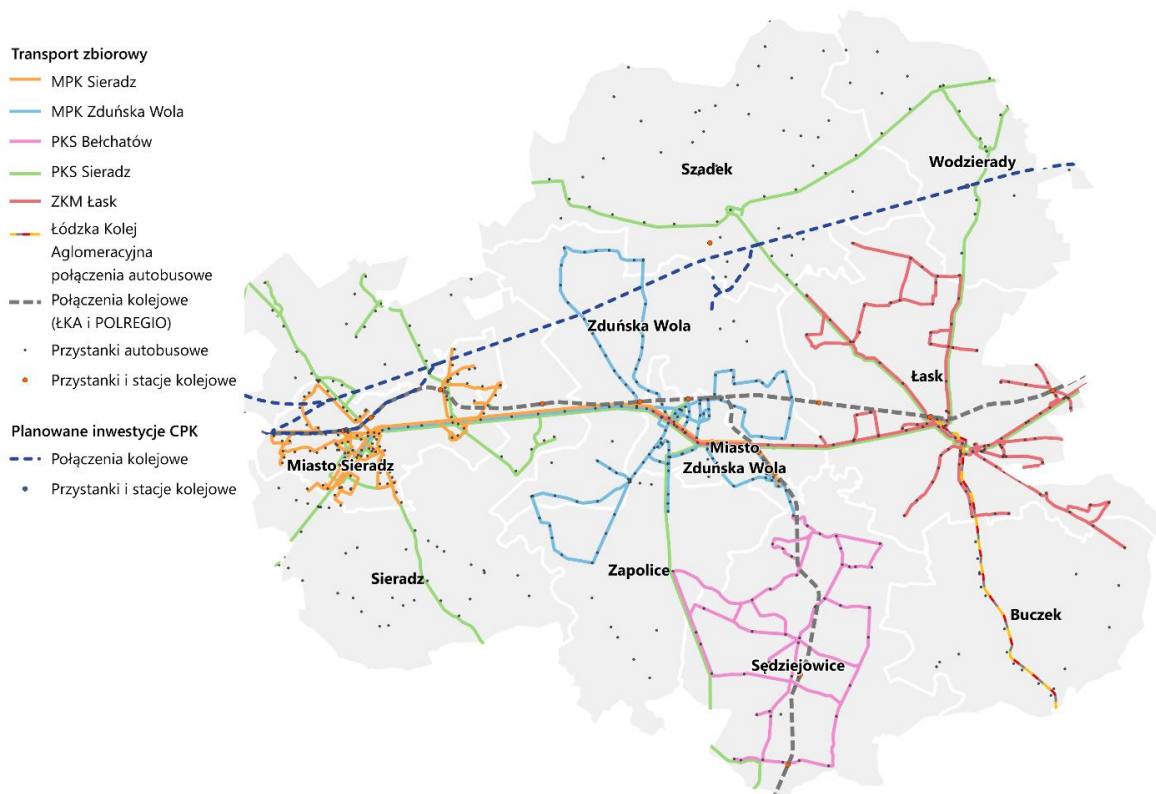 Transport zbiorowy
MPK Sieradz
MPK Zduńska Wola
PKS Bełchatów
PKS Sieradz
ZKM Łask
Łódzka Kolej
Aglomeracyjna
połączenia autobusowe
Połączenia kolejowe
(ŁKA i POLREGIO)
Przystanki autobusowe
Przystanki i stacje kolejowe
Planowane inwestycje CPK
Połączenia kolejowe
Przystanki i stacje kolejowe
Szadek
Wodzierady
Zduńska Wola
Łask
Miasto
Zduńska Wola
Miasto Sieradz
Sieradz
Zapolice
Buczek
Sędziejowice